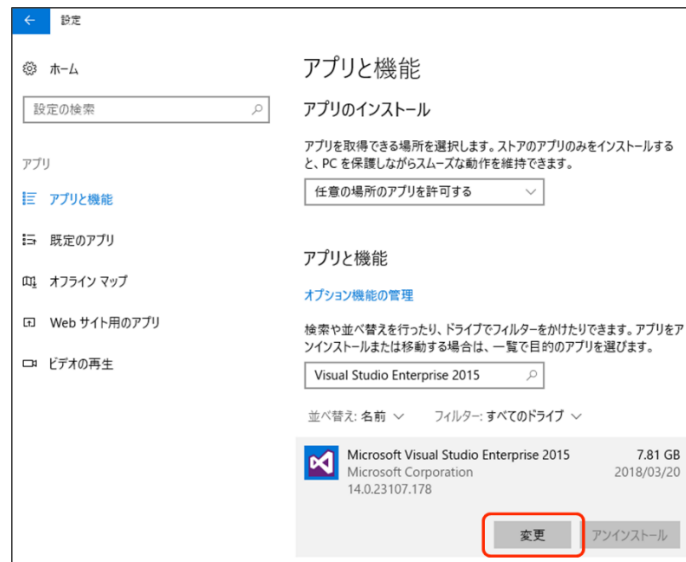 設定
ホーム
設定の検索
アプリ
アプリと機能
既定のアプリ
オフライン マップ
Web サイト用のアプリ
ビデオの再生
アプリと機能
アプリのインストール
アプリを取得できる場所を選択します。ストアのアプリのみをインストールする
と、PC を保護しながらスムーズな動作を維持できます。
任意の場所のアプリを許可する
アプリと機能
オプション機能の管理
検索や並べ替えを行ったり、ドライブでフィルターをかけたりできます。アプリをア
ンインストールまたは移動する場合は、一覧で目的のアプリを選びます。
Visual Studio Enterprise 2015
並べ替え: 名前 フィルター: すべてのドライブ
Microsoft Visual Studio Enterprise 2015 7.81 GB
Microsoft Corporation 2018/03/20
14.0.23107.178
変更 アンインストール